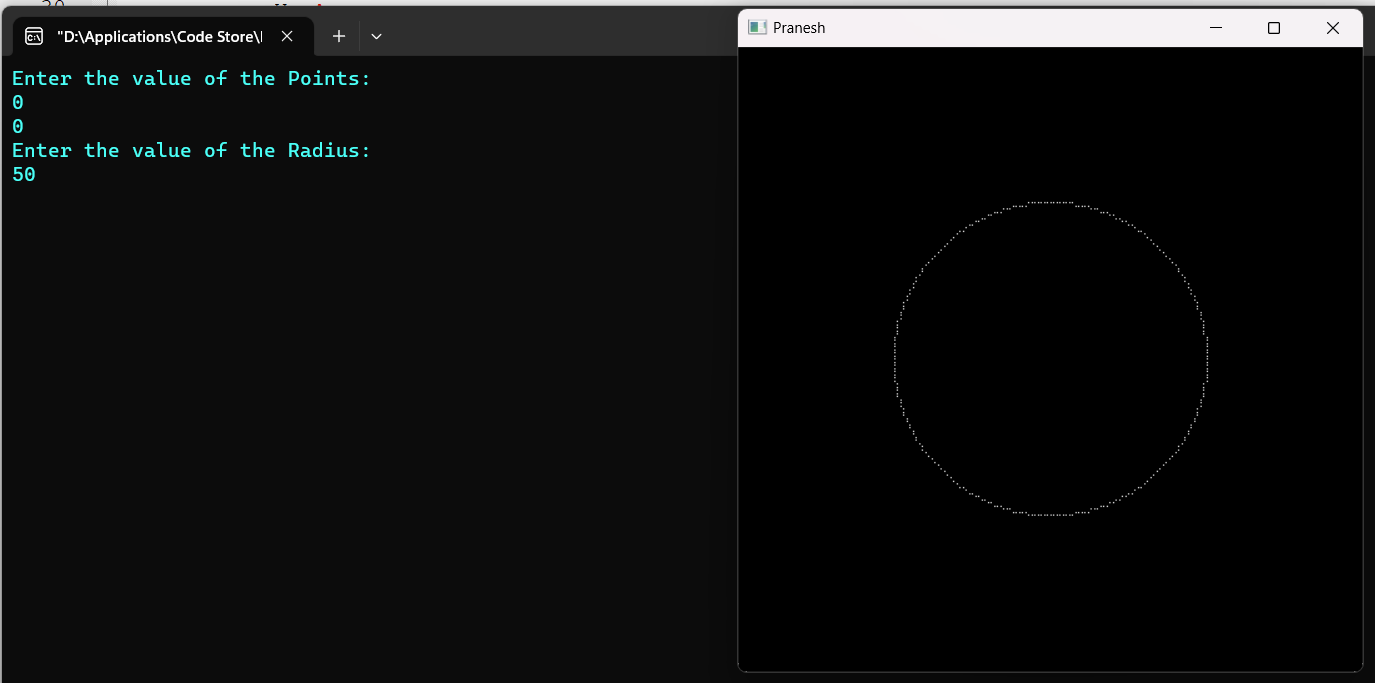 "D:\Applications\Code Store\
Enter the value of the Points:
0
0
Enter the value of the Radius:
50
Pranesh